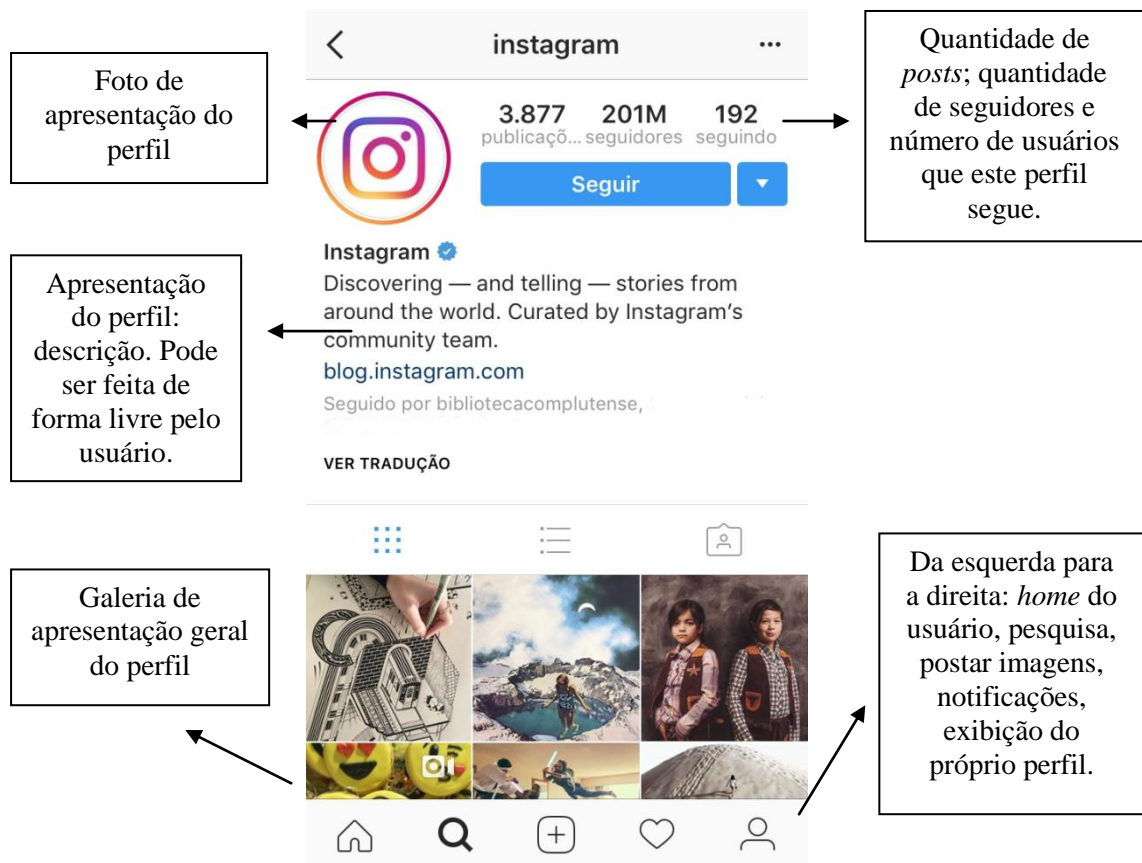 instagram
Foto de
apresentação do
perfil
3.877 201M 192
publicaçõ... seguidores seguindo
Seguir
Quantidade de
posts; quantidade
de seguidores e
número de usuários
que este perfil
segue.
Instagram
Discovering — and telling — stories from
around the world. Curated by Instagram’s
community team.
blog.instagram.com
Seguido por bibliotecacomplutense,
VER TRADUÇÃO
Apresentação
do perfil:
descrição. Pode
ser feita de
forma livre pelo
usuário.
Galeria de
apresentação geral
do perfil
Da esquerda para
a direita: home do
usuário, pesquisa,
postar imagens,
notificações,
exibição do
próprio perfil.